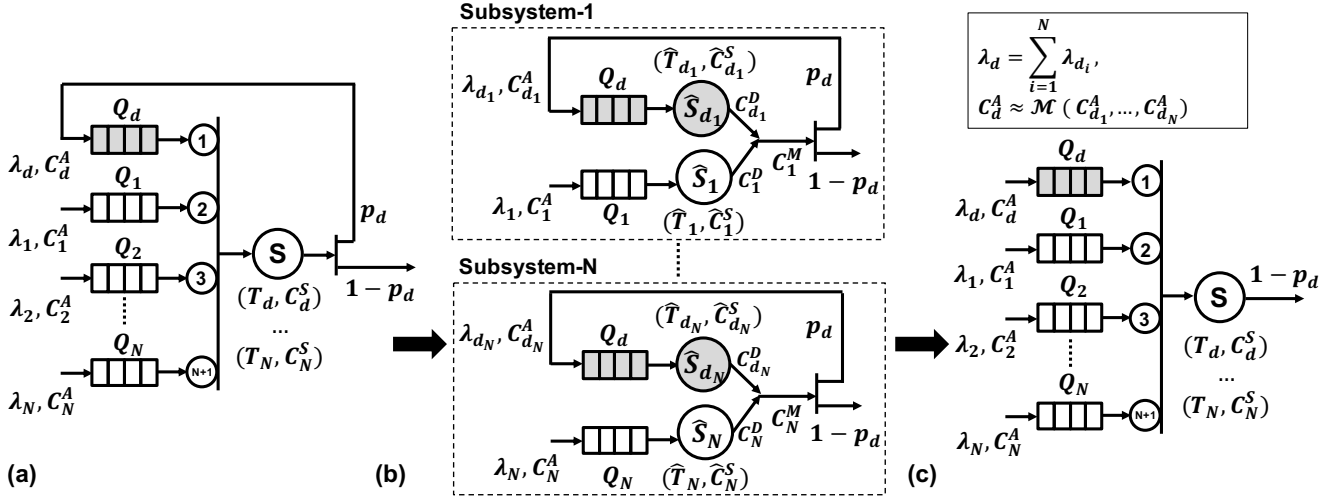 Q_d
1
λ_d, C_d^A
Q_1
2
λ_1, C_1^A
Q_2
3
λ_2, C_2^A
Q_N
N+1
λ_N, C_N^A
S
(T_d, C_d^S)
...
(T_N, C_N^S)
p_d
1 − p_d
(a)
Subsystem-1
λ_{d_1}, C_{d_1}^A
Q_d
(T̂_{d_1}, Ĉ_{d_1}^S)
Ŝ_{d_1}
C_{d_1}^D
p_d
Ŝ_1
C_1^D
C_1^M
1 − p_d
λ_1, C_1^A
Q_1
(T̂_1, Ĉ_1^S)
Subsystem-N
λ_{d_N}, C_{d_N}^A
Q_d
(T̂_{d_N}, Ĉ_{d_N}^S)
Ŝ_{d_N}
C_{d_N}^D
p_d
Ŝ_N
C_N^D
C_N^M
1 − p_d
λ_N, C_N^A
Q_N
(T̂_N, Ĉ_N^S)
(b)
λ_d = ∑_{i=1}^{N} λ_{d_i},
C_d^A ≈ ℳ ( C_{d_1}^A, ..., C_{d_N}^A)
Q_d
1
λ_d, C_d^A
Q_1
2
λ_1, C_1^A
Q_2
3
λ_2, C_2^A
Q_N
N+1
λ_N, C_N^A
S
1 − p_d
(T_d, C_d^S)
...
(T_N, C_N^S)
(c)